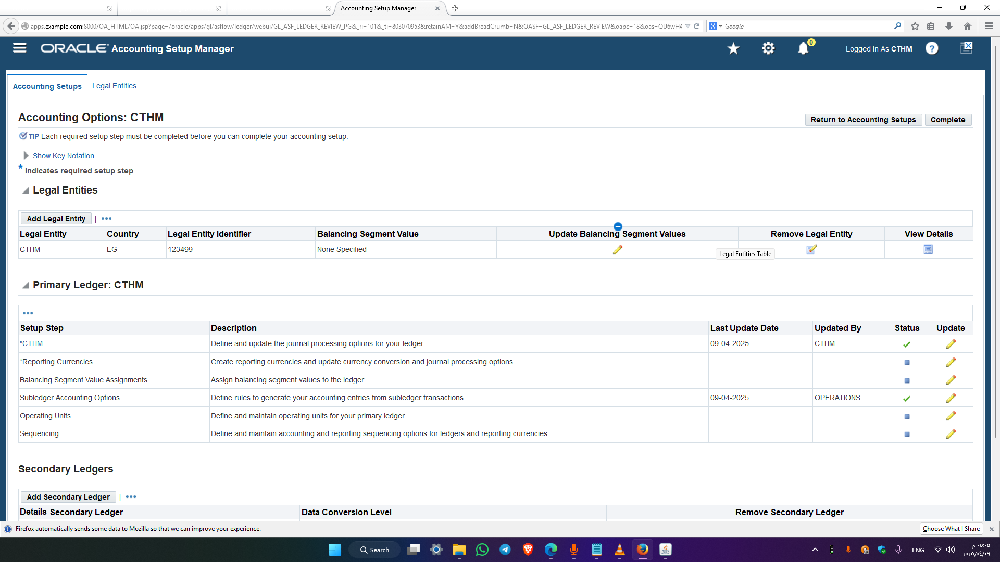 Accounting Setup Manager
apps.example.com:8000/OA_HTML/OA.jsp?page=/oracle/apps/gl/asflow/ledger/webui/GL_ASF_LEDGER_REVIEW_PG&_ri=101&_ti=803070953&retainAM=Y&addBreadCrumb=N&OASF=GL_ASF_LEDGER_REVIEW&oapc=18&oas=QU6wH4
Google
ORACLE Accounting Setup Manager
0
Logged In As CTHM
Accounting Setups
Legal Entities
Accounting Options: CTHM
Return to Accounting Setups
Complete
TIP Each required setup step must be completed before you can complete your accounting setup.
Show Key Notation
* Indicates required setup step
Legal Entities
Add Legal Entity | •••
Legal Entity Country Legal Entity Identifier Balancing Segment Value Update Balancing Segment Values Remove Legal Entity View Details
CTHM EG 123499 None Specified
Legal Entities Table
Primary Ledger: CTHM
•••
Setup Step Description Last Update Date Updated By Status Update
*CTHM Define and update the journal processing options for your ledger. 09-04-2025 CTHM
*Reporting Currencies Create reporting currencies and update currency conversion and journal processing options.
Balancing Segment Value Assignments Assign balancing segment values to the ledger.
Subledger Accounting Options Define rules to generate your accounting entries from subledger transactions. 09-04-2025 OPERATIONS
Operating Units Define and maintain operating units for your primary ledger.
Sequencing Define and maintain accounting and reporting sequencing options for ledgers and reporting currencies.
Secondary Ledgers
Add Secondary Ledger | •••
Details Secondary Ledger Data Conversion Level Remove Secondary Ledger
Firefox automatically sends some data to Mozilla so that we can improve your experience.
Choose What I Share
Search
ENG
٠٥:٠٥ م
٢٠٢٥/٠٤/٠٩